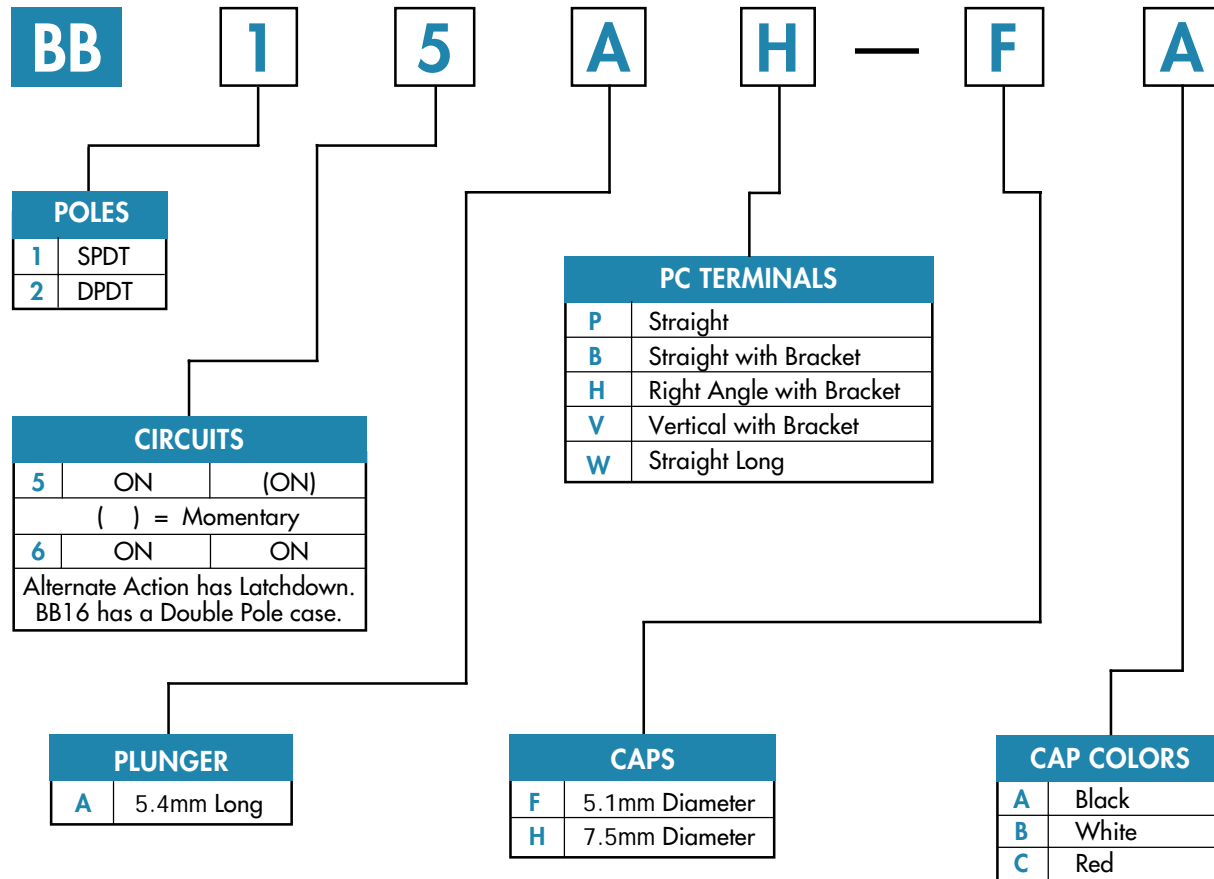 BB 1 5 A H — F A
POLES
1 SPDT
2 DPDT
PC TERMINALS
P Straight
B Straight with Bracket
H Right Angle with Bracket
V Vertical with Bracket
W Straight Long
CIRCUITS
5 ON (ON)
( ) = Momentary
6 ON ON
Alternate Action has Latchdown.
BB16 has a Double Pole case.
PLUNGER
A 5.4mm Long
CAPS
F 5.1mm Diameter
H 7.5mm Diameter
CAP COLORS
A Black
B White
C Red